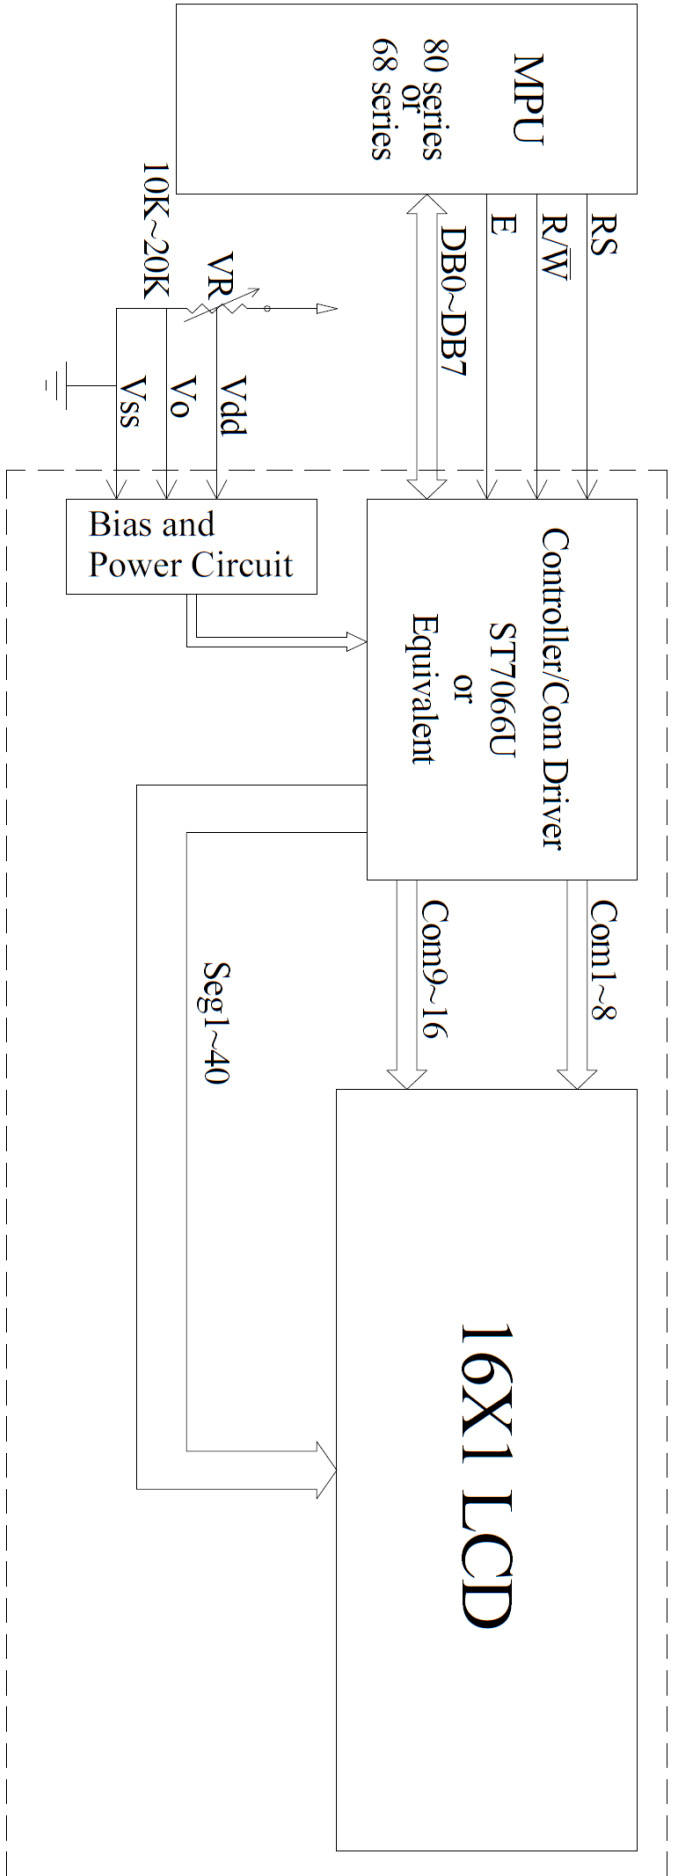 MPU
80 series
or
68 series
RS
R/W̅
E
DB0~DB7
VR
10K~20K
Vdd
Vo
Vss
Bias and
Power Circuit
Controller/Com Driver
ST7066U
or
Equivalent
Com1~8
Com9~16
Seg1~40
16X1 LCD